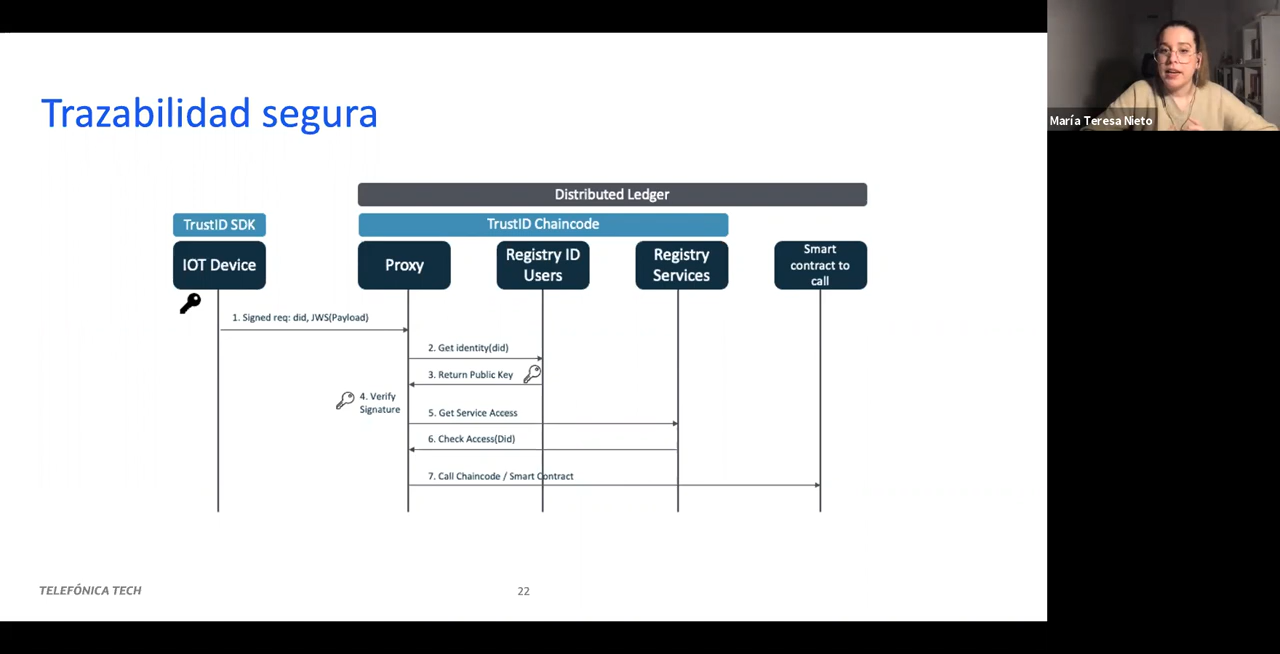 Trazabilidad segura
María Teresa Nieto
Distributed Ledger
TrustID SDK
TrustID Chaincode
IOT Device
Proxy
Registry ID
Users
Registry
Services
Smart
contract to
call
1. Signed req: did, JWS(Payload)
2. Get identity(did)
3. Return Public Key
4. Verify
Signature
5. Get Service Access
6. Check Access(Did)
7. Call Chaincode / Smart Contract
TELEFÓNICA TECH
22